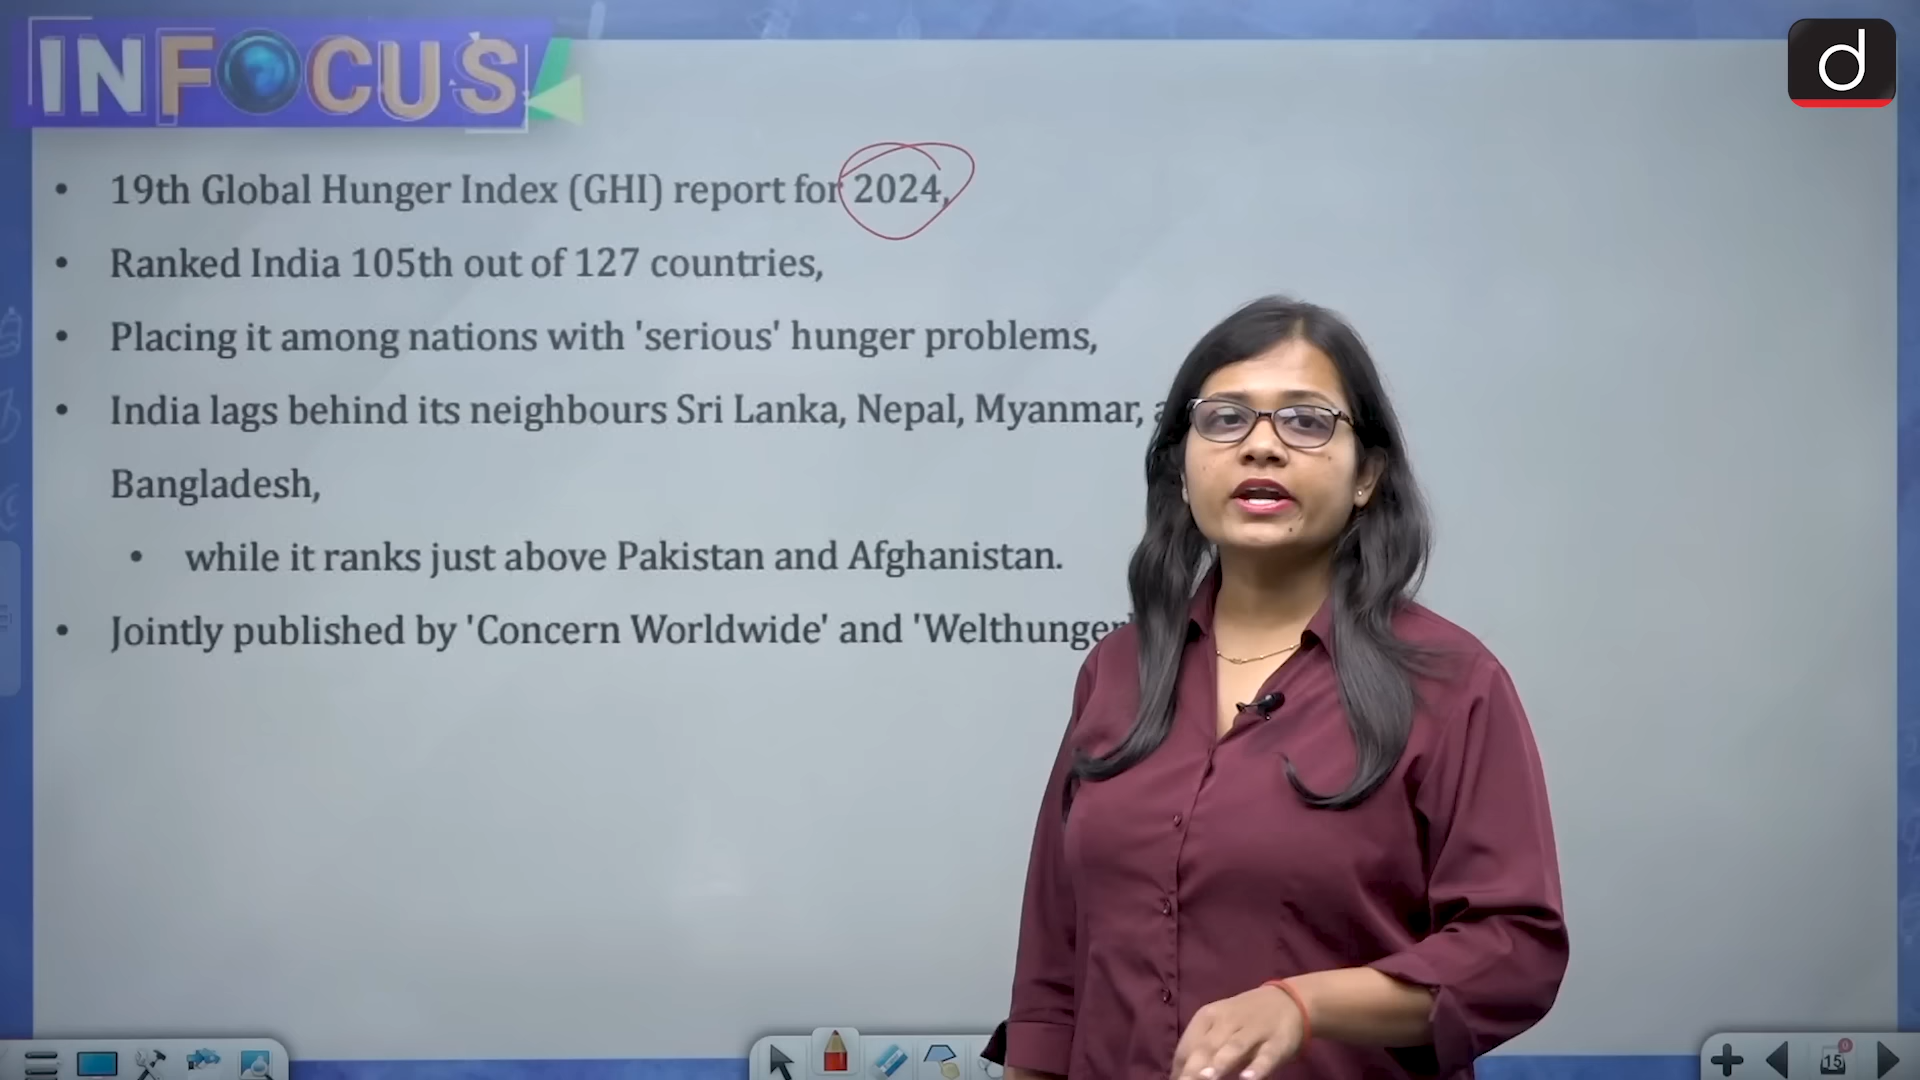 INFOCUS
d
• 19th Global Hunger Index (GHI) report for 2024,
• Ranked India 105th out of 127 countries,
• Placing it among nations with 'serious' hunger problems,
• India lags behind its neighbours Sri Lanka, Nepal, Myanmar,
Bangladesh,
• while it ranks just above Pakistan and Afghanistan.
• Jointly published by 'Concern Worldwide' and
15